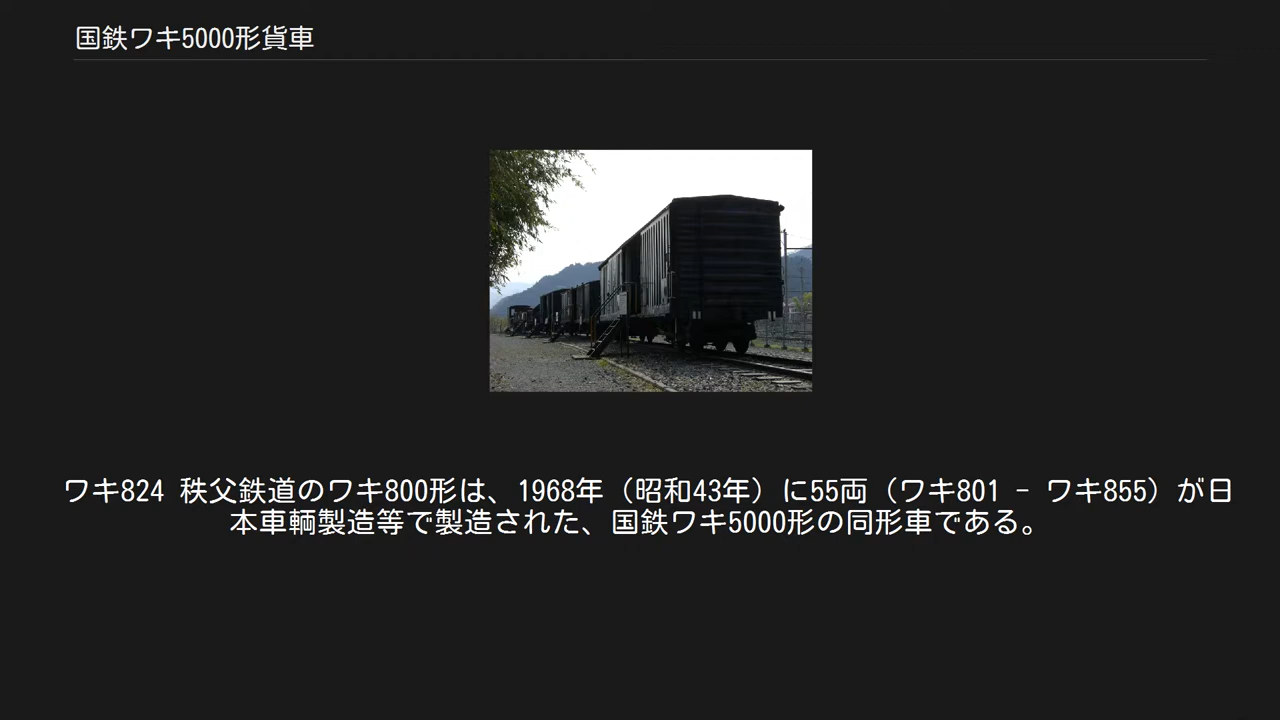 国鉄ワキ5000形貨車
ワキ824 秩父鉄道のワキ800形は、1968年（昭和43年）に55両（ワキ801 - ワキ855）が日
本車輌製造等で製造された、国鉄ワキ5000形の同形車である。